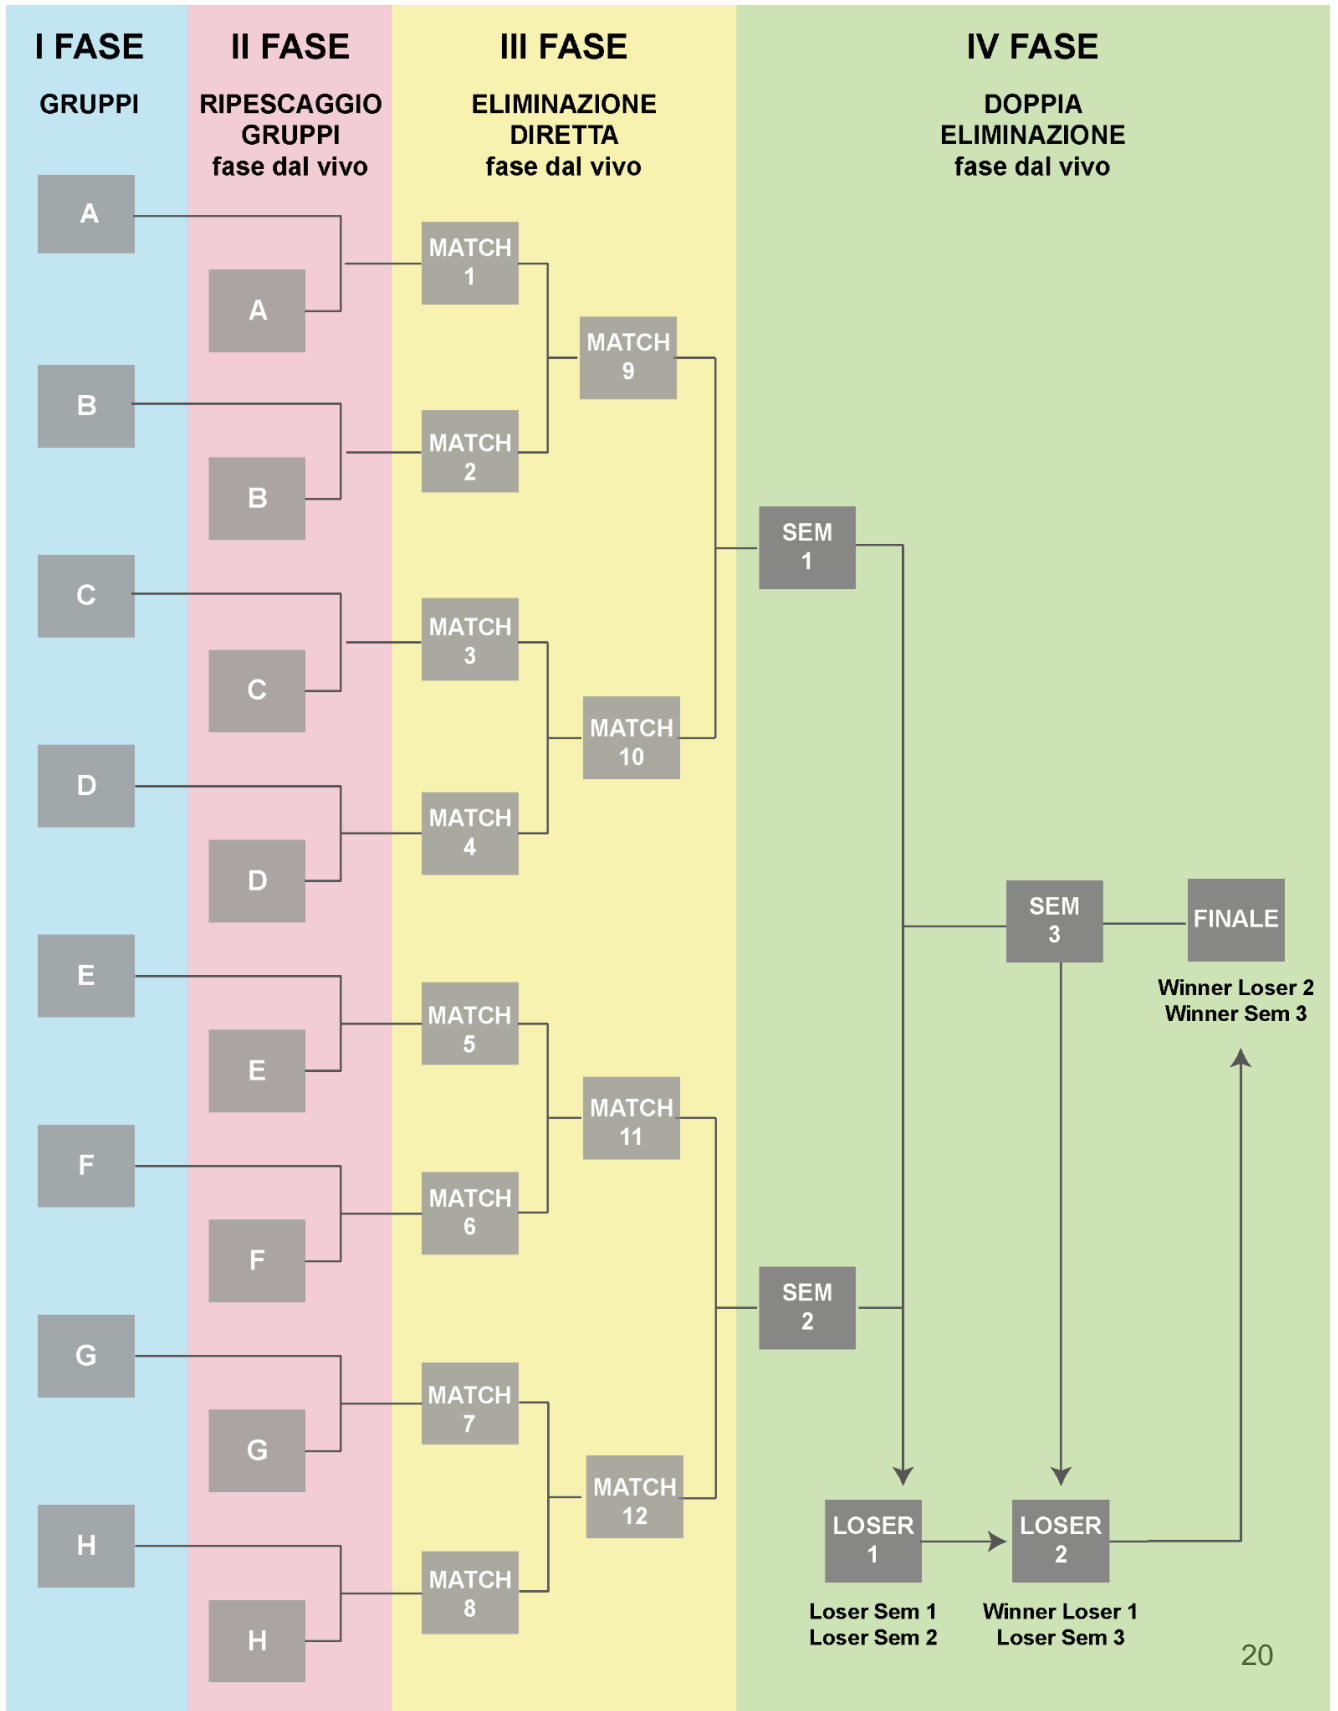 I FASE
GRUPPI
A
B
C
D
E
F
G
H
II FASE
RIPESCAGGIO
GRUPPI
fase dal vivo
A
B
C
D
E
F
G
H
III FASE
ELIMINAZIONE
DIRETTA
fase dal vivo
MATCH
1
MATCH
2
MATCH
3
MATCH
4
MATCH
5
MATCH
6
MATCH
7
MATCH
8
MATCH
9
MATCH
10
MATCH
11
MATCH
12
IV FASE
DOPPIA
ELIMINAZIONE
fase dal vivo
SEM
1
SEM
2
SEM
3
FINALE
Winner Loser 2
Winner Sem 3
LOSER
1
Loser Sem 1
Loser Sem 2
LOSER
2
Winner Loser 1
Loser Sem 3
20